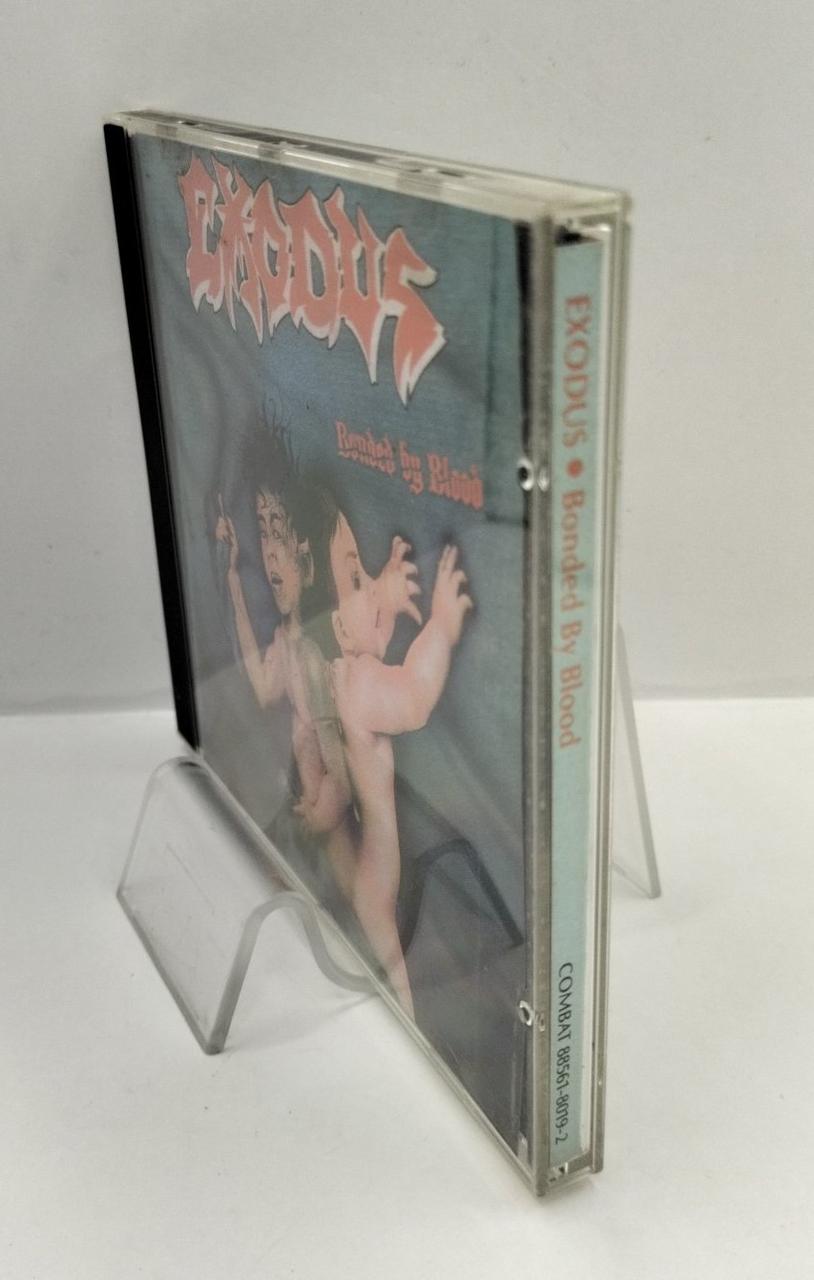 EXODUS
Bonded by Blood
EXODUS • Bonded By Blood
COMBAT 88561-8019-2